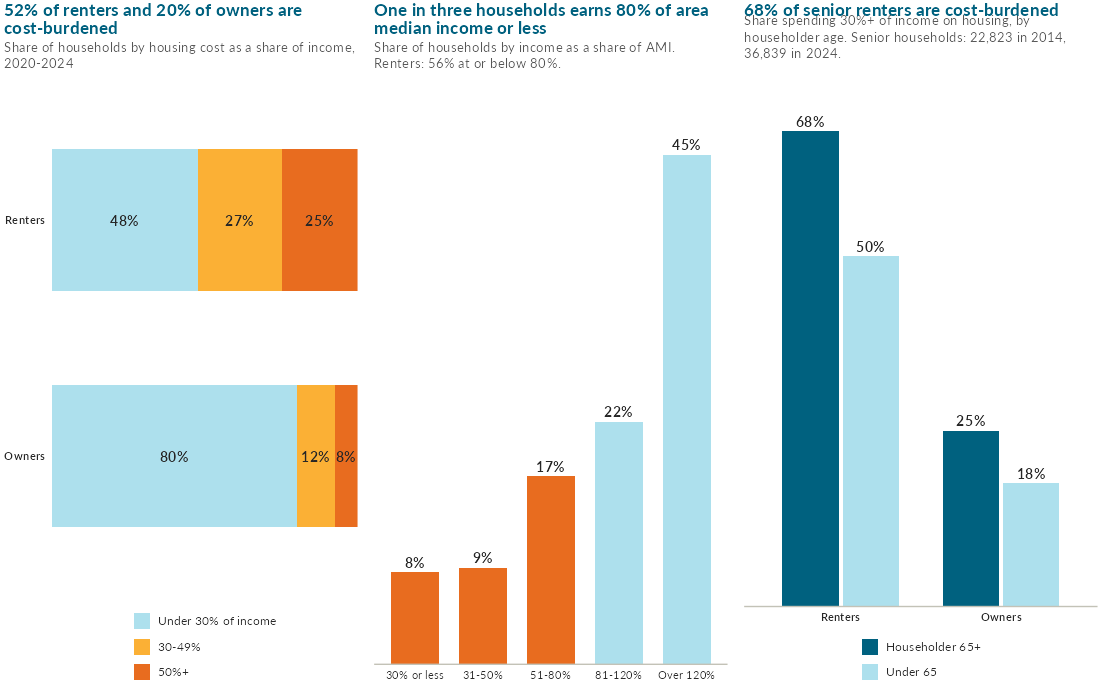 52% of renters and 20% of owners are
cost-burdened
Share of households by housing cost as a share of income,
2020-2024
Renters
48%
27%
25%
Owners
80%
12%
8%
Under 30% of income
30-49%
50%+
One in three households earns 80% of area
median income or less
Share of households by income as a share of AMI.
Renters: 56% at or below 80%.
8%
9%
17%
22%
45%
30% or less
31-50%
51-80%
81-120%
Over 120%
68% of senior renters are cost-burdened
Share spending 30%+ of income on housing, by
householder age. Senior households: 22,823 in 2014,
36,839 in 2024.
68%
50%
25%
18%
Renters
Owners
Householder 65+
Under 65